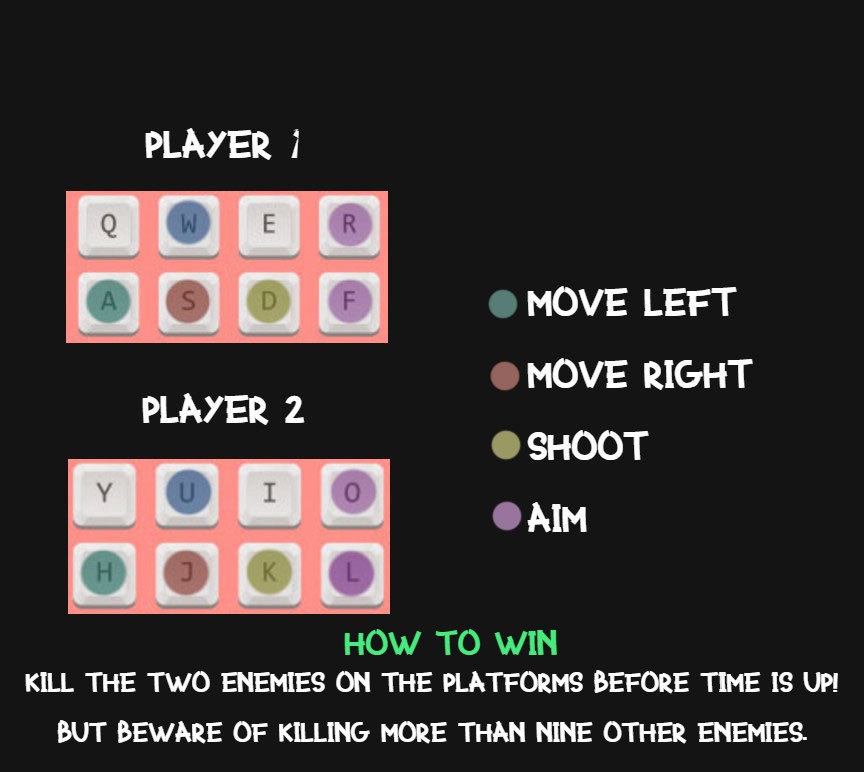 PLAYER 1
Q W E R
A S D F
PLAYER 2
Y U I O
H J K L
MOVE LEFT
MOVE RIGHT
SHOOT
AIM
HOW TO WIN
KILL THE TWO ENEMIES ON THE PLATFORMS BEFORE TIME IS UP!
BUT BEWARE OF KILLING MORE THAN NINE OTHER ENEMIES.